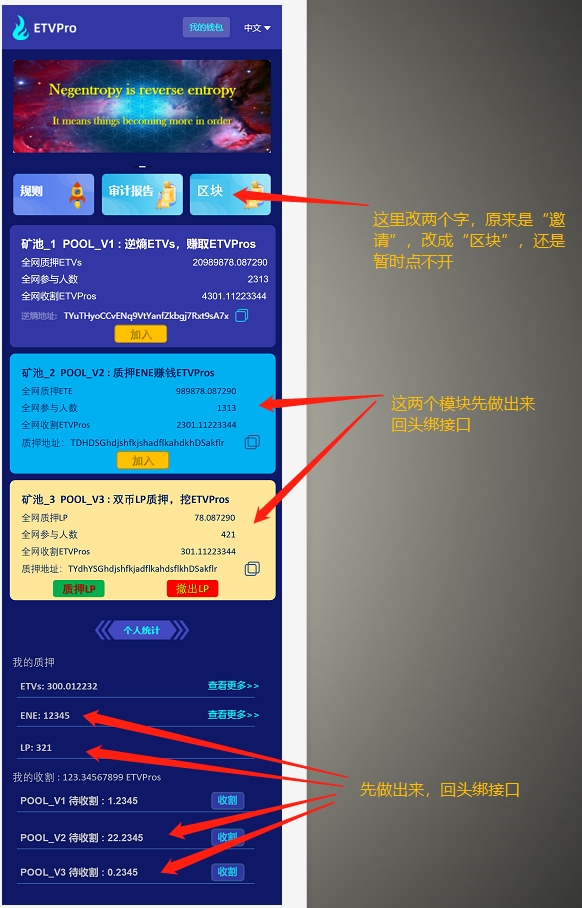 ETVPro
我的钱包
中文
Negentropy is reverse entropy
It means things becoming more in order
规则
审计报告
区块
这里改两个字，原来是“邀
请”，改成“区块”，还是
暂时点不开
矿池_1 POOL_V1 : 逆熵ETVs，赚取ETVPros
全网质押ETVs 20989878.087290
全网参与人数 2313
全网收割ETVPros 4301.11223344
逆熵地址: TYuTHyoCCvENq9VtYanfZkbgj7Rxt9sA7x
加入
矿池_2 POOL_V2 : 质押ENE赚钱ETVPros
全网质押ETE 989878.087290
全网参与人数 1313
全网收割ETVPros 2301.11223344
质押地址: TDHDSGhdjshfkjshadflkahdkhDSakflr
加入
这两个模块先做出来
回头绑接口
矿池_3 POOL_V3 : 双币LP质押，挖ETVPros
全网质押LP 78.087290
全网参与人数 421
全网收割ETVPros 301.11223344
质押地址: TYdhYSGhdjshfkjadflkahdsflkhDSakflr
质押LP
撤出LP
个人统计
我的质押
ETVs: 300.012232 查看更多>>
ENE: 12345 查看更多>>
LP: 321
我的收割 : 123.34567899 ETVPros
POOL_V1 待收割 : 1.2345 收割
POOL_V2 待收割 : 22.2345 收割
POOL_V3 待收割 : 0.2345 收割
先做出来，回头绑接口